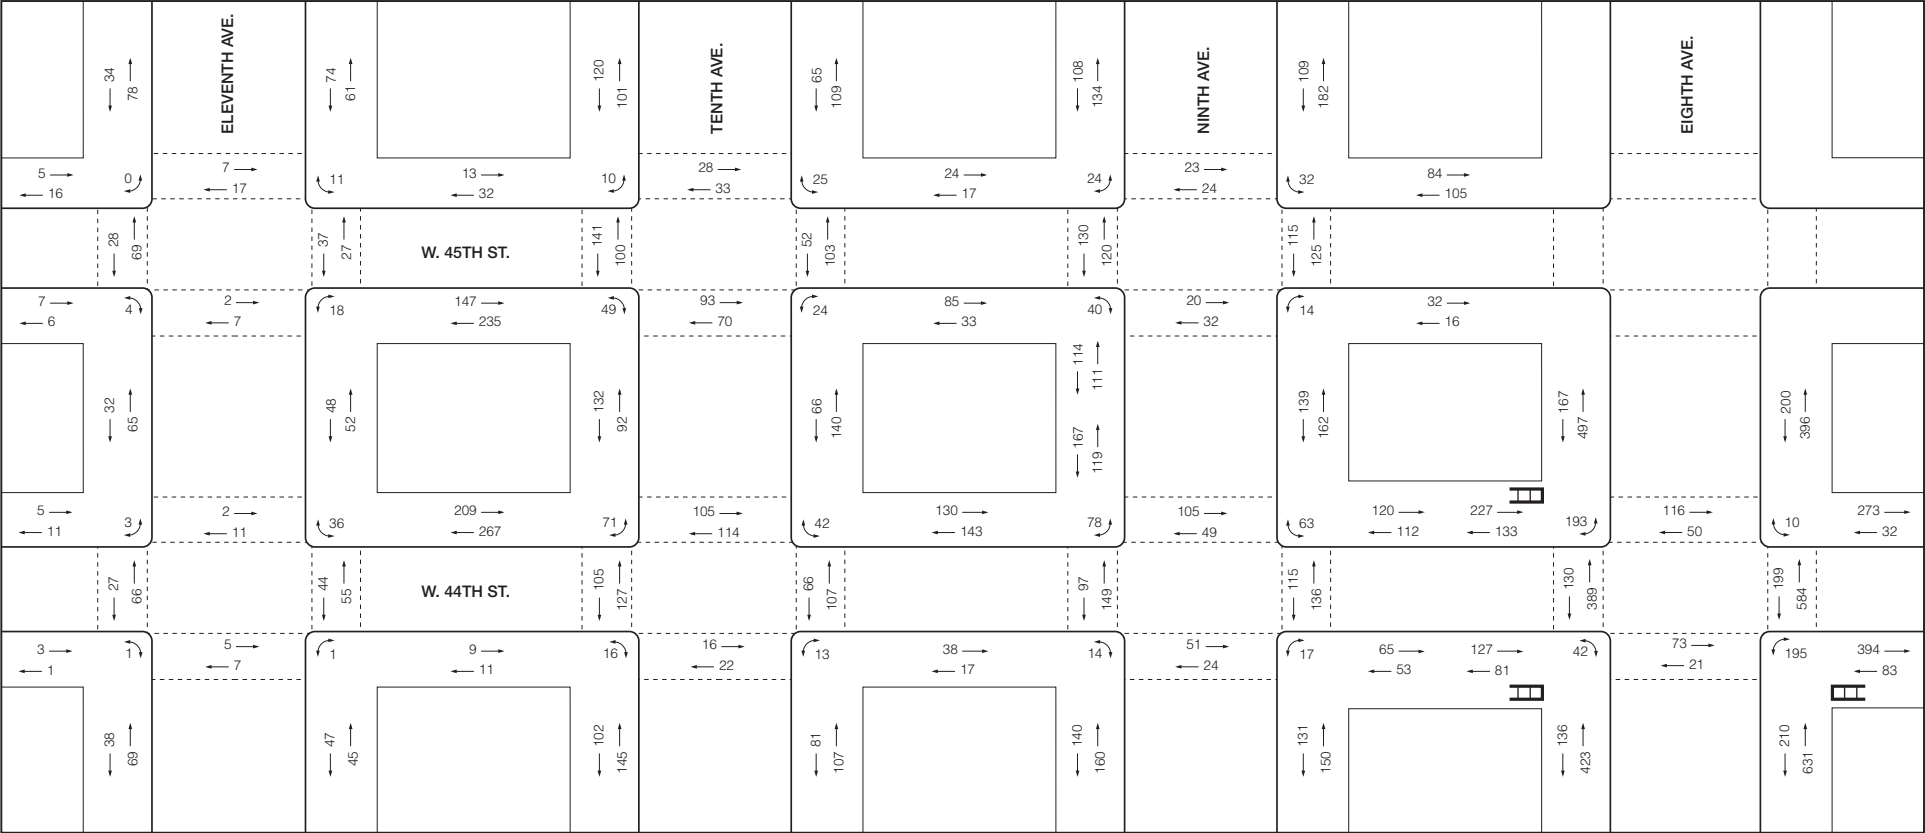 ELEVENTH AVE.
TENTH AVE.
NINTH AVE.
EIGHTH AVE.
34 78 74 61 120 101 65 109 108 134 109 182
5 0 7 11 13 10 28 25 24 24 23 32 84
16 17 32 33 17 24 105
28 69 37 27 W. 45TH ST. 141 100 52 103 130 120 115 125
7 4 2 18 147 49 93 24 85 40 20 14 32
6 7 235 70 33 32 16
114 111
32 65 48 52 132 92 66 140 139 162 167 497 200 396
167 119
5 3 2 36 209 71 105 42 130 78 105 63 120 227 193 116 10 273
11 11 267 114 143 49 112 133 50 32
27 66 44 55 W. 44TH ST. 105 127 66 107 97 149 115 136 130 389 199 584
3 1 5 1 9 16 16 13 38 14 51 17 65 127 42 73 195 394
1 7 11 22 17 24 53 81 21 83
38 69 47 45 102 145 81 107 140 160 131 150 136 423 210 631